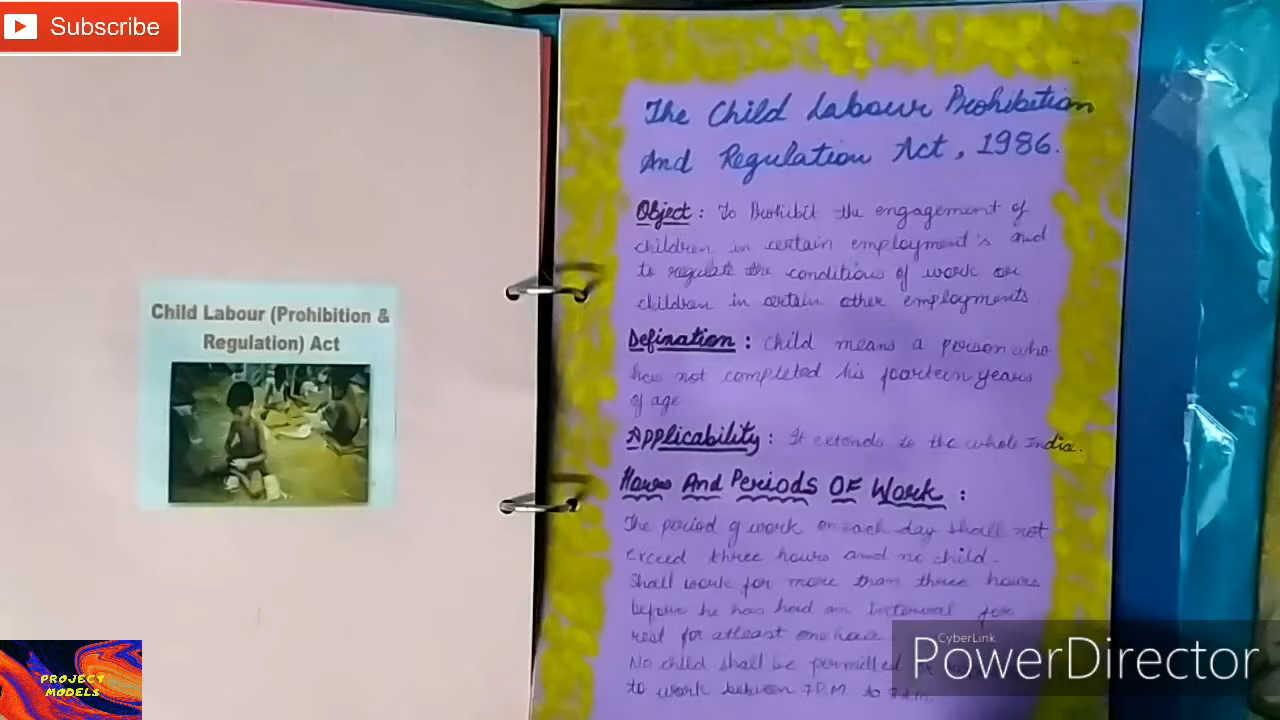 Subscribe
Child Labour (Prohibition &
Regulation) Act
The Child Labour Prohibition
And Regulation Act, 1986.
Object : To Prohibit the engagement of
children in certain employment's and
to regulate the conditions of work or
children in certain other employments
Defination : Child means a person who
has not completed his fourteen years
of age
Applicability : It extends to the whole India.
Hours And Periods OF Work :
The period of work on each day shall not
exceed three hours and no child.
Shall work for more than three hours
before he has had an interval for
rest for atleast one hour
No child shall be permitted
to work between 7 P.M. to 8 A.M.
CyberLink
PowerDirector
PROJECT
MODELS